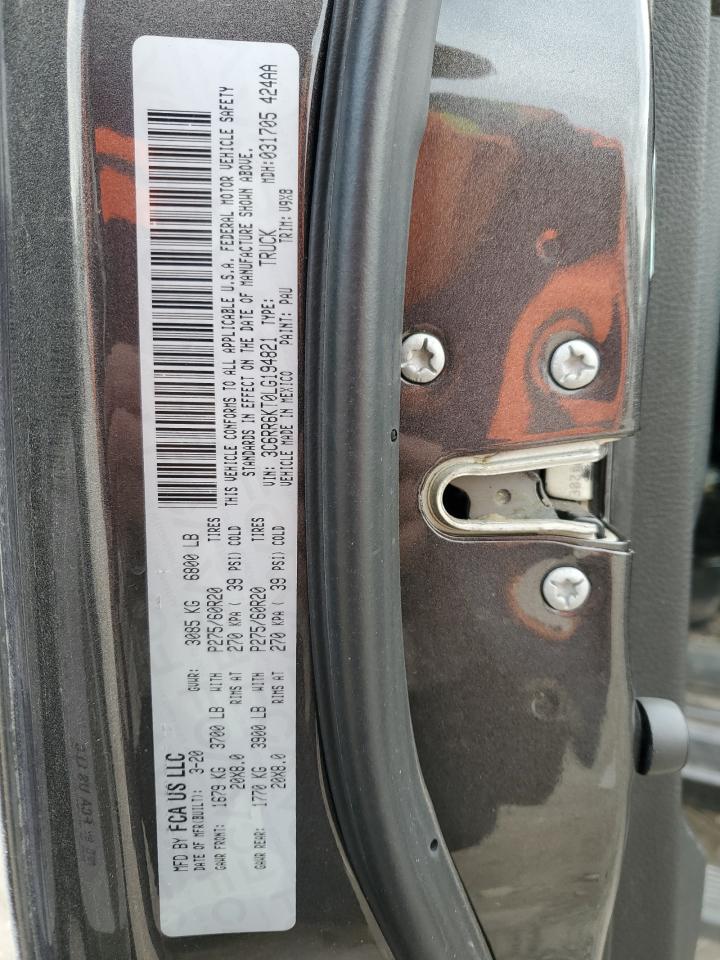 MFD BY FCA US LLC
DATE OF MFR(BUILT): 3-20 GVWR: 3085 KG 6800 LB
GAWR FRONT: 1679 KG 3700 LB WITH P275/60R20 TIRES
20X8.0 RIMS AT 270 KPA( 39 PSI) COLD
GAWR REAR: 1770 KG 3900 LB WITH P275/60R20 TIRES
20X8.0 RIMS AT 270 KPA( 39 PSI) COLD
THIS VEHICLE CONFORMS TO ALL APPLICABLE U.S.A. FEDERAL MOTOR VEHICLE SAFETY
STANDARDS IN EFFECT ON THE DATE OF MANUFACTURE SHOWN ABOVE.
VIN: 3C6RR6KT0LG194821 TYPE: TRUCK MDH:031705 424AA
VEHICLE MADE IN MEXICO PAINT: PAU TRIM: V9X8